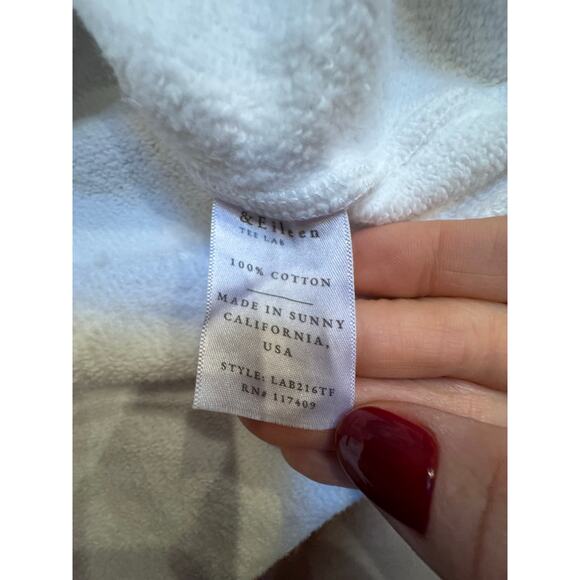 & Eileen
TEE LAB
100% COTTON
MADE IN SUNNY
CALIFORNIA,
USA
STYLE: LAB216TF
RN# 117409